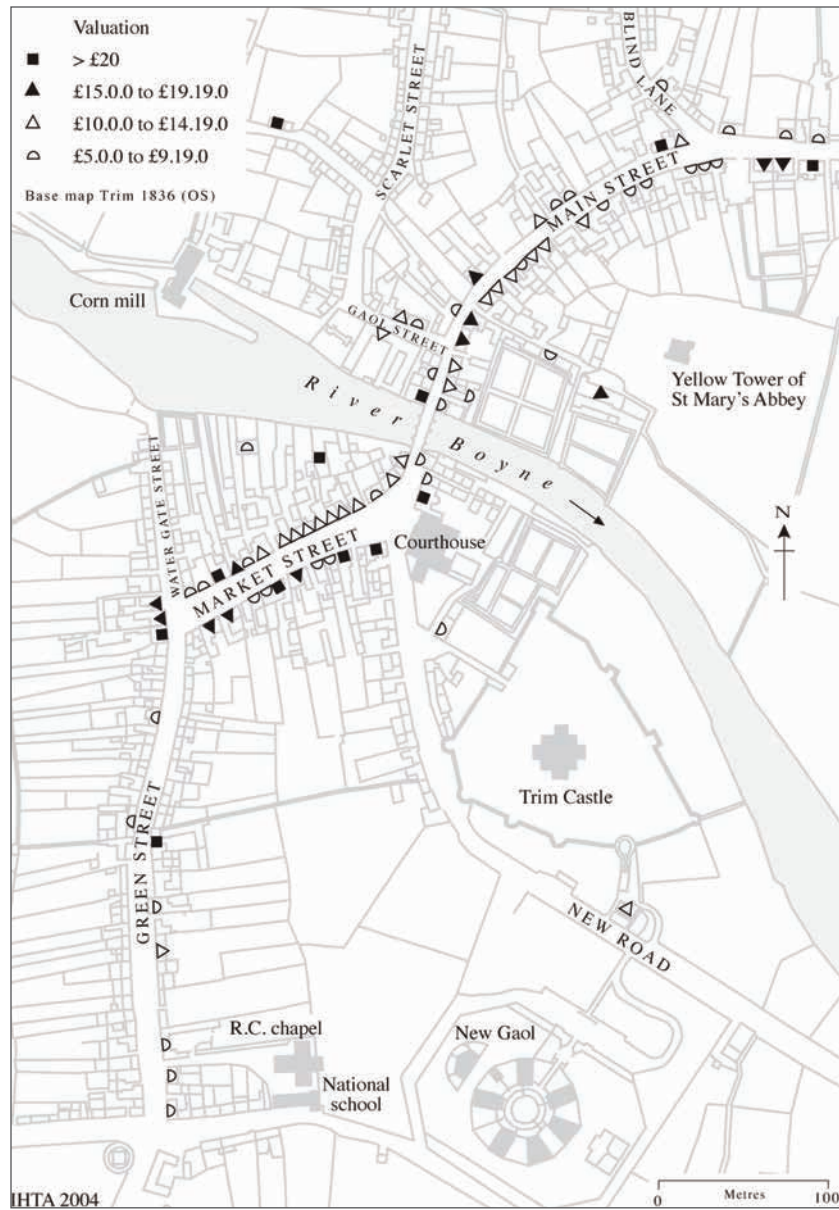 Valuation
> £20
£15.0.0 to £19.19.0
£10.0.0 to £14.19.0
£5.0.0 to £9.19.0
Base map Trim 1836 (OS)
SCARLET STREET
BLIND LANE
MAIN STREET
Corn mill
GAOL STREET
Yellow Tower of
St Mary's Abbey
River Boyne
WATER GATE STREET
MARKET STREET
Courthouse
N
Trim Castle
GREEN STREET
NEW ROAD
R.C. chapel
New Gaol
National
school
IHTA 2004
0 Metres 100